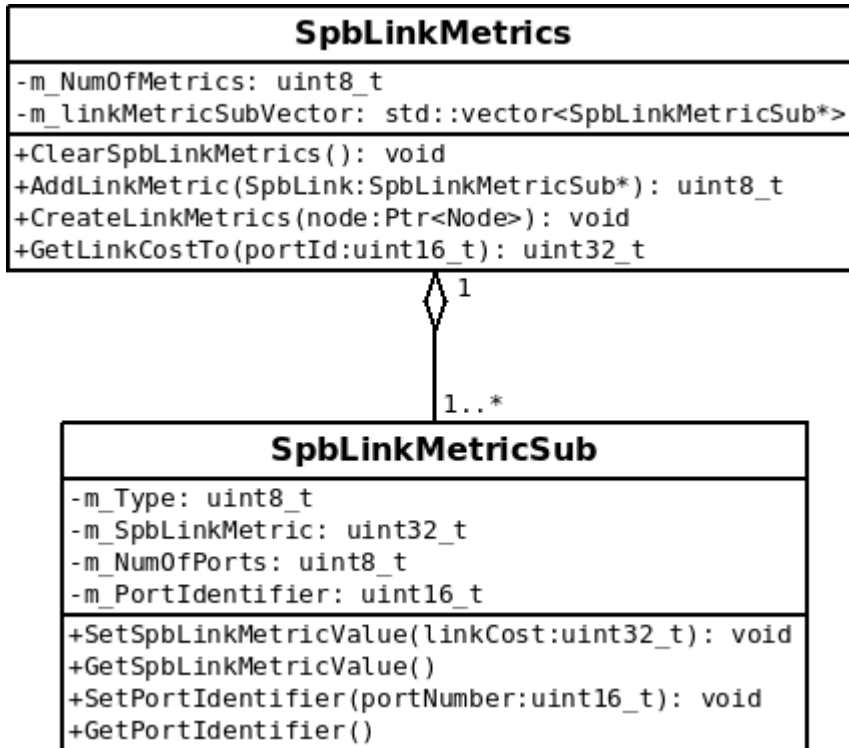 SpbLinkMetrics
-m_NumOfMetrics: uint8_t
-m_linkMetricSubVector: std::vector<SpbLinkMetricSub*>
+ClearSpbLinkMetrics(): void
+AddLinkMetric(SpbLink:SpbLinkMetricSub*): uint8_t
+CreateLinkMetrics(node:Ptr<Node>): void
+GetLinkCostTo(portId:uint16_t): uint32_t
1
1..*
SpbLinkMetricSub
-m_Type: uint8_t
-m_SpbLinkMetric: uint32_t
-m_NumOfPorts: uint8_t
-m_PortIdentifier: uint16_t
+SetSpbLinkMetricValue(linkCost:uint32_t): void
+GetSpbLinkMetricValue()
+SetPortIdentifier(portNumber:uint16_t): void
+GetPortIdentifier()